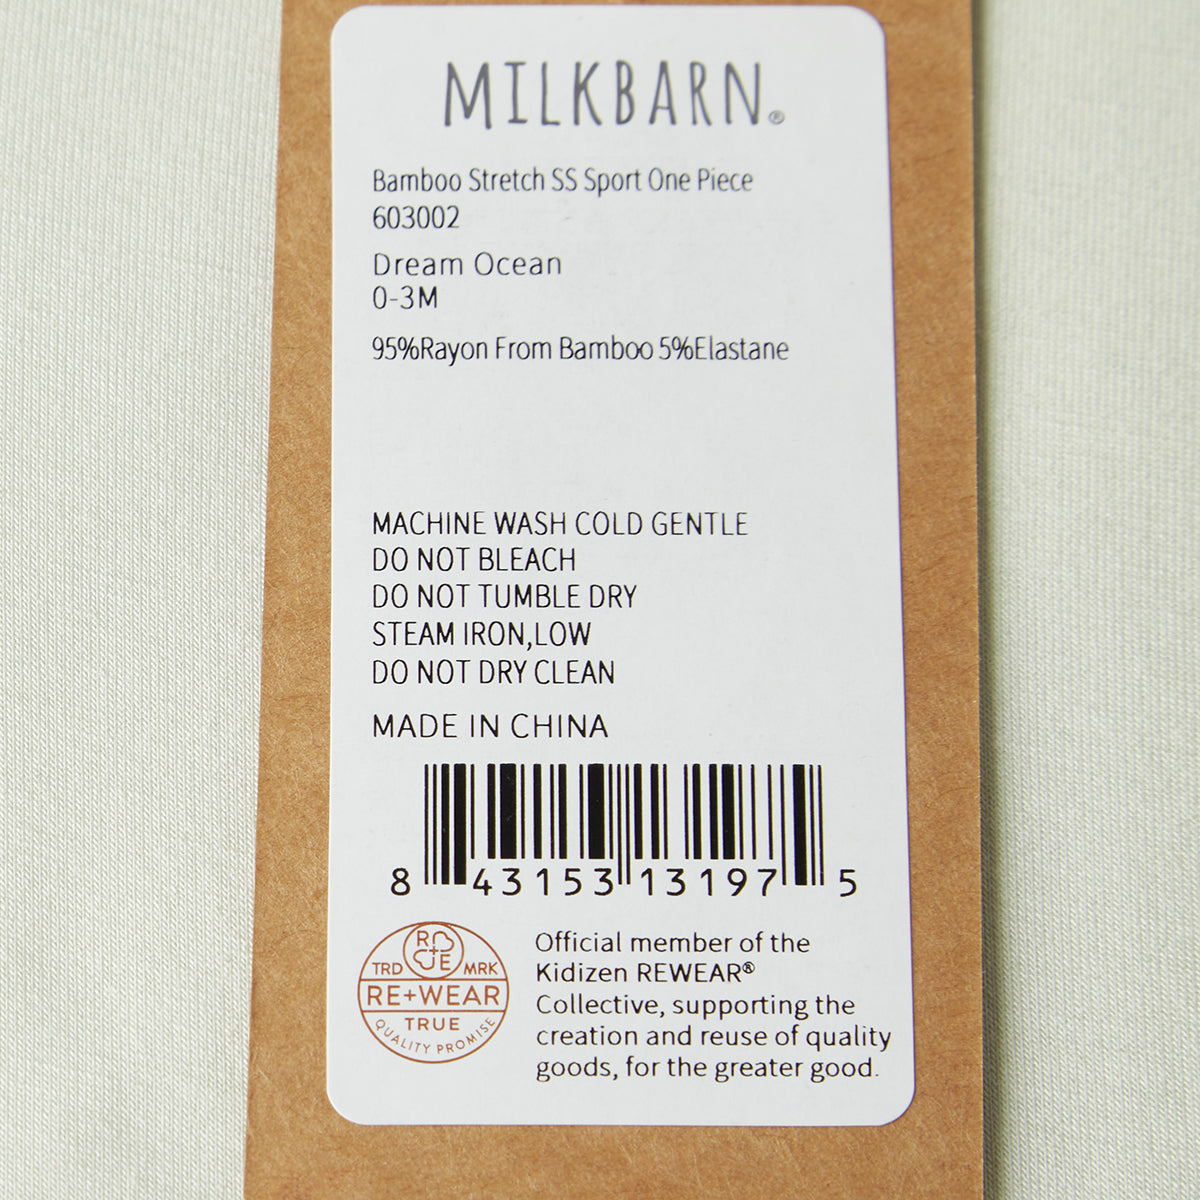 MILKBARN®
Bamboo Stretch SS Sport One Piece
603002
Dream Ocean
0-3M
95%Rayon From Bamboo 5%Elastane
MACHINE WASH COLD GENTLE
DO NOT BLEACH
DO NOT TUMBLE DRY
STEAM IRON,LOW
DO NOT DRY CLEAN
MADE IN CHINA
8 43153 13197 5
R E
TRD MRK
RE+WEAR
TRUE
QUALITY PROMISE
Official member of the
Kidizen REWEAR®
Collective, supporting the
creation and reuse of quality
goods, for the greater good.